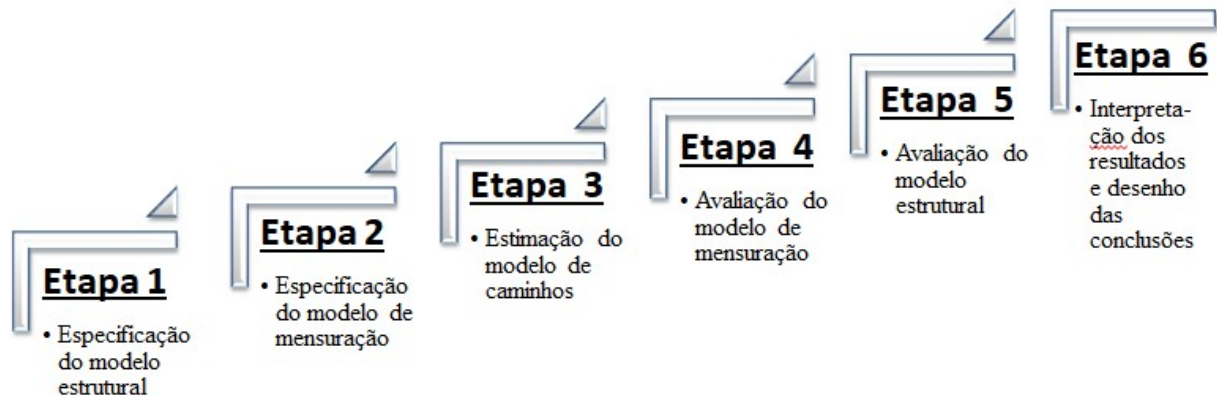 Etapa 1
• Especificação
do modelo
estrutural
Etapa 2
• Especificação
do modelo de
mensuração
Etapa 3
• Estimação do
modelo de
caminhos
Etapa 4
• Avaliação do
modelo de
mensuração
Etapa 5
• Avaliação do
modelo
estrutural
Etapa 6
• Interpreta-
ção dos
resultados
e desenho
das
conclusões